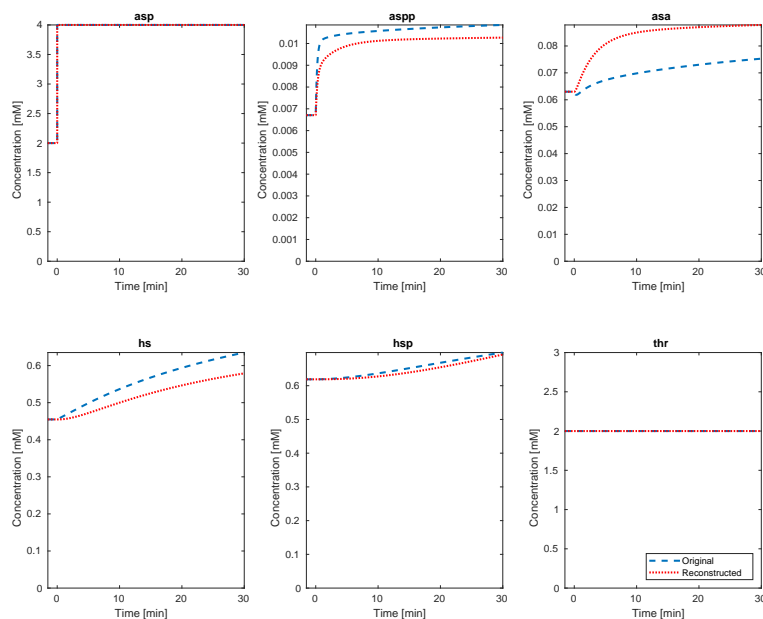 asp
aspp
asa
4
3.5
3
2.5
2
1.5
1
0.5
0
Concentration [mM]
0 10 20 30
Time [min]
0.01
0.009
0.008
0.007
0.006
0.005
0.004
0.003
0.002
0.001
0
Concentration [mM]
0 10 20 30
Time [min]
0.08
0.07
0.06
0.05
0.04
0.03
0.02
0.01
0
Concentration [mM]
0 10 20 30
Time [min]
hs
hsp
thr
0.6
0.5
0.4
0.3
0.2
0.1
0
Concentration [mM]
0 10 20 30
Time [min]
0.6
0.5
0.4
0.3
0.2
0.1
0
Concentration [mM]
0 10 20 30
Time [min]
3
2.5
2
1.5
1
0.5
0
Concentration [mM]
Original
Reconstructed
0 10 20 30
Time [min]